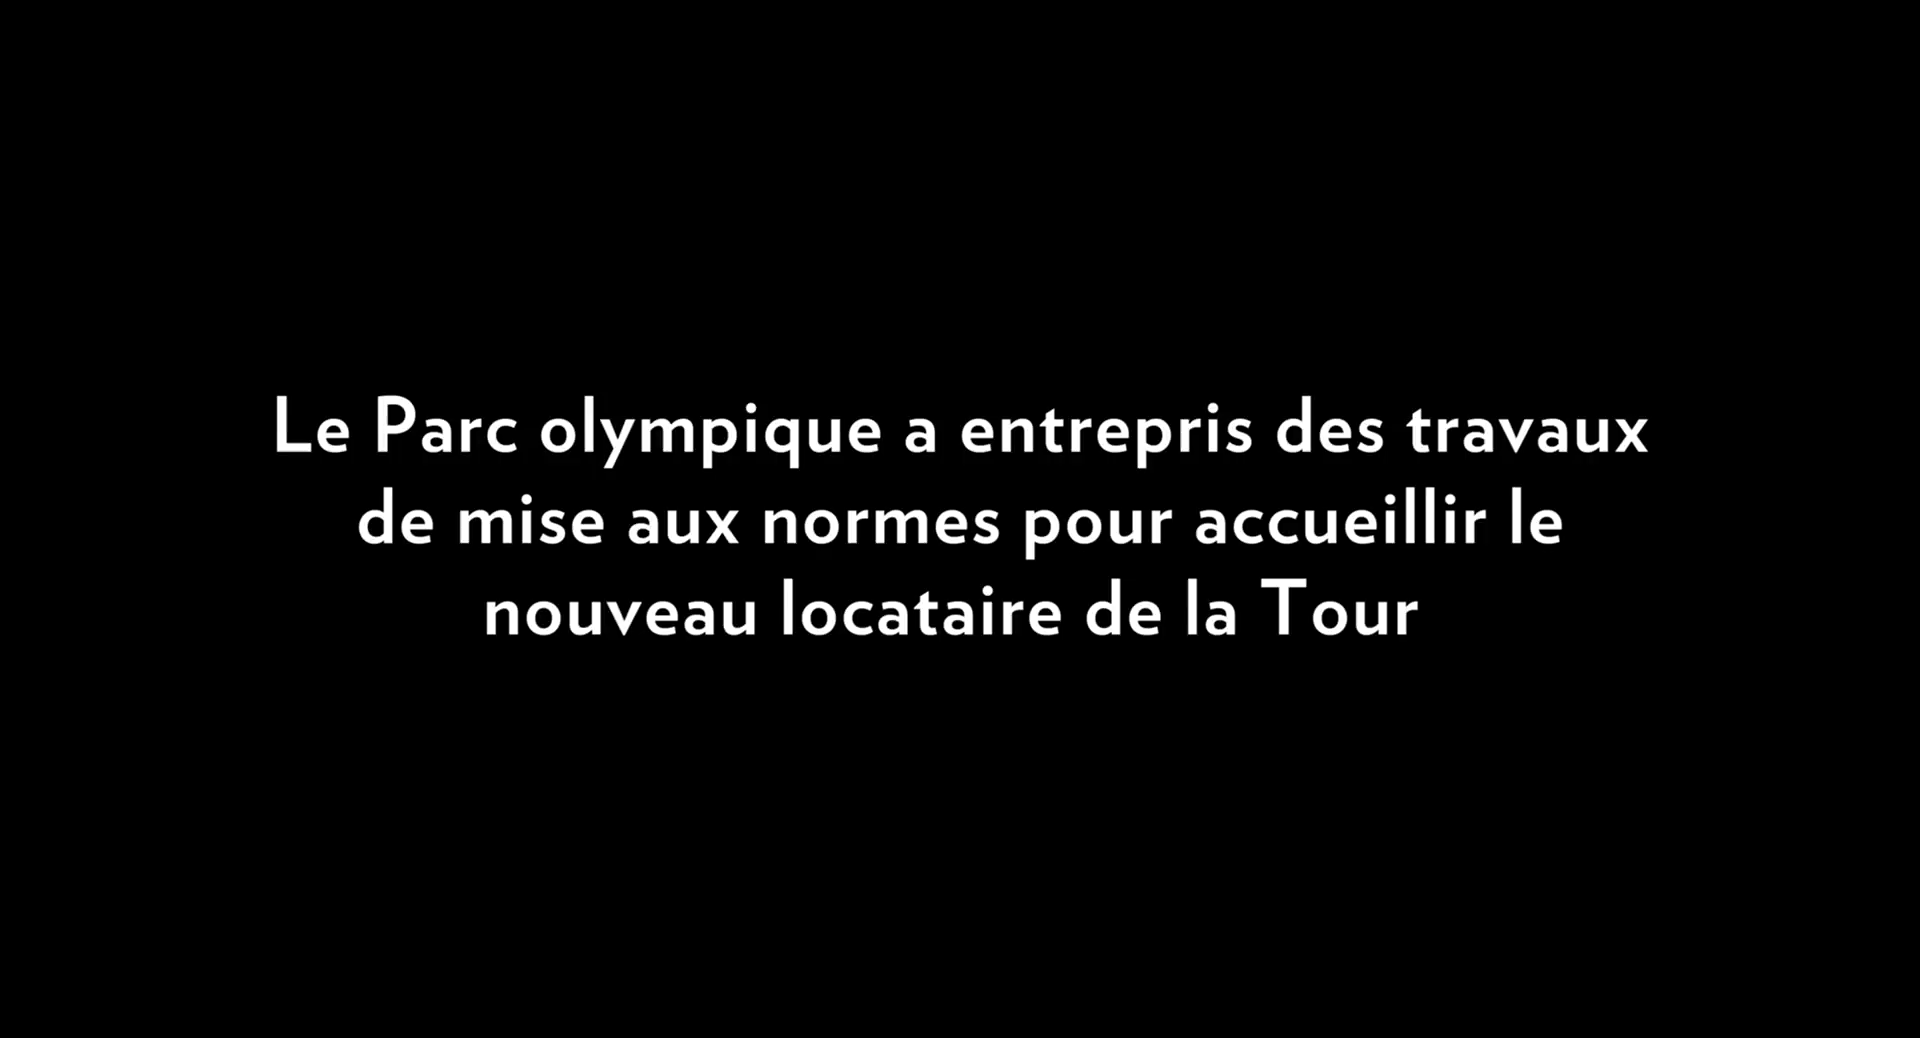 Le Parc olympique a entrepris des travaux
de mise aux normes pour accueillir le
nouveau locataire de la Tour